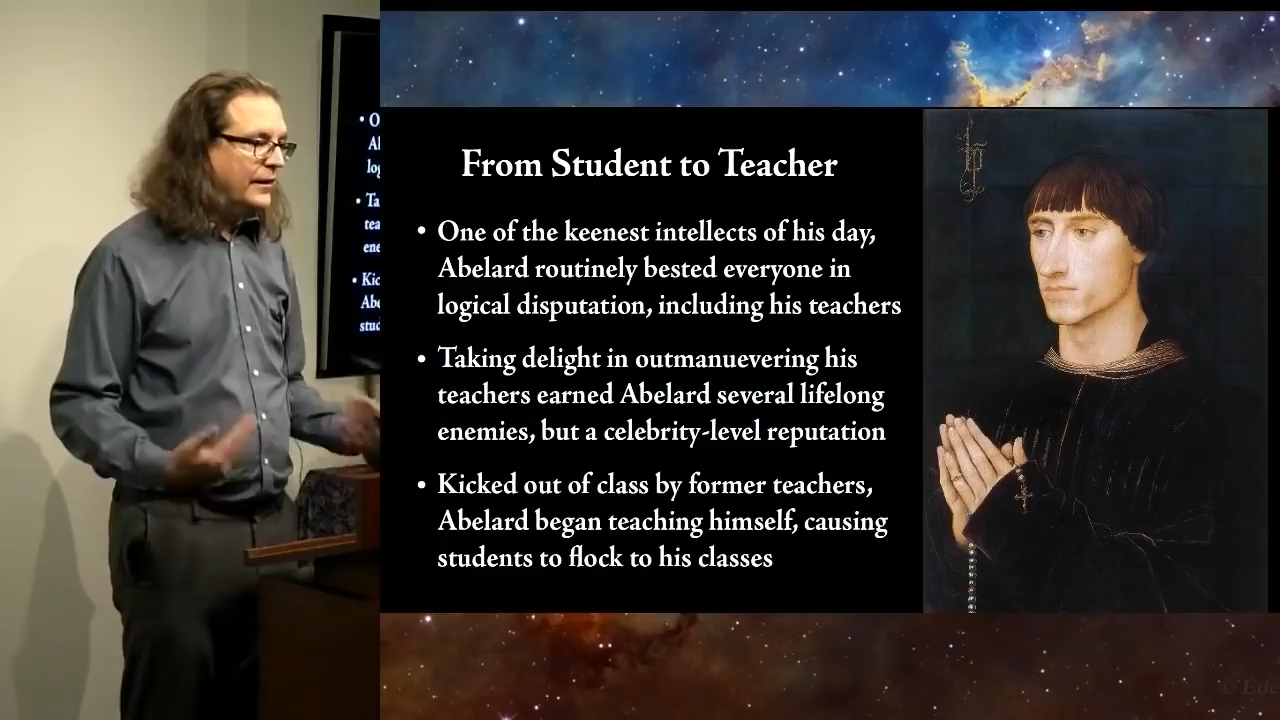 From Student to Teacher
• One of the keenest intellects of his day,
Abelard routinely bested everyone in
logical disputation, including his teachers
• Taking delight in outmanuevering his
teachers earned Abelard several lifelong
enemies, but a celebrity-level reputation
• Kicked out of class by former teachers,
Abelard began teaching himself, causing
students to flock to his classes